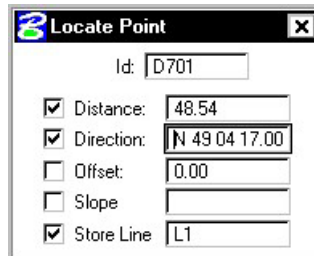 Locate Point
Id: D701
Distance: 48.54
Direction: N 49 04 17.00
Offset: 0.00
Slope
Store Line L1